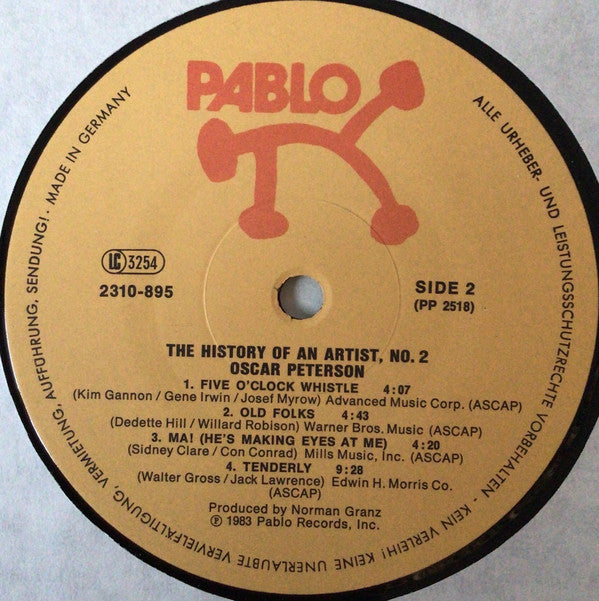 PABLO
ALLE URHEBER- UND LEISTUNGSSCHUTZRECHTE VORBEHALTEN - KEIN VERLEIH! KEINE UNERLAUBTE VERVIELFÄLTIGUNG, VERMIETUNG, AUFFÜHRUNG, SENDUNG! · MADE IN GERMANY
LC 3254
2310-895
SIDE 2
(PP 2518)
THE HISTORY OF AN ARTIST, NO. 2
OSCAR PETERSON
1. FIVE O'CLOCK WHISTLE 4:07
(Kim Gannon/Gene Irwin/Josef Myrow) Advanced Music Corp. (ASCAP)
2. OLD FOLKS 4:43
(Dedette Hill/Willard Robison) Warner Bros. Music (ASCAP)
3. MA! (HE'S MAKING EYES AT ME) 4:20
(Sidney Clare/Con Conrad) Mills Music, Inc. (ASCAP)
4. TENDERLY 9:28
(Walter Gross/Jack Lawrence) Edwin H. Morris Co.
(ASCAP)
Produced by Norman Granz
℗ 1983 Pablo Records, Inc.